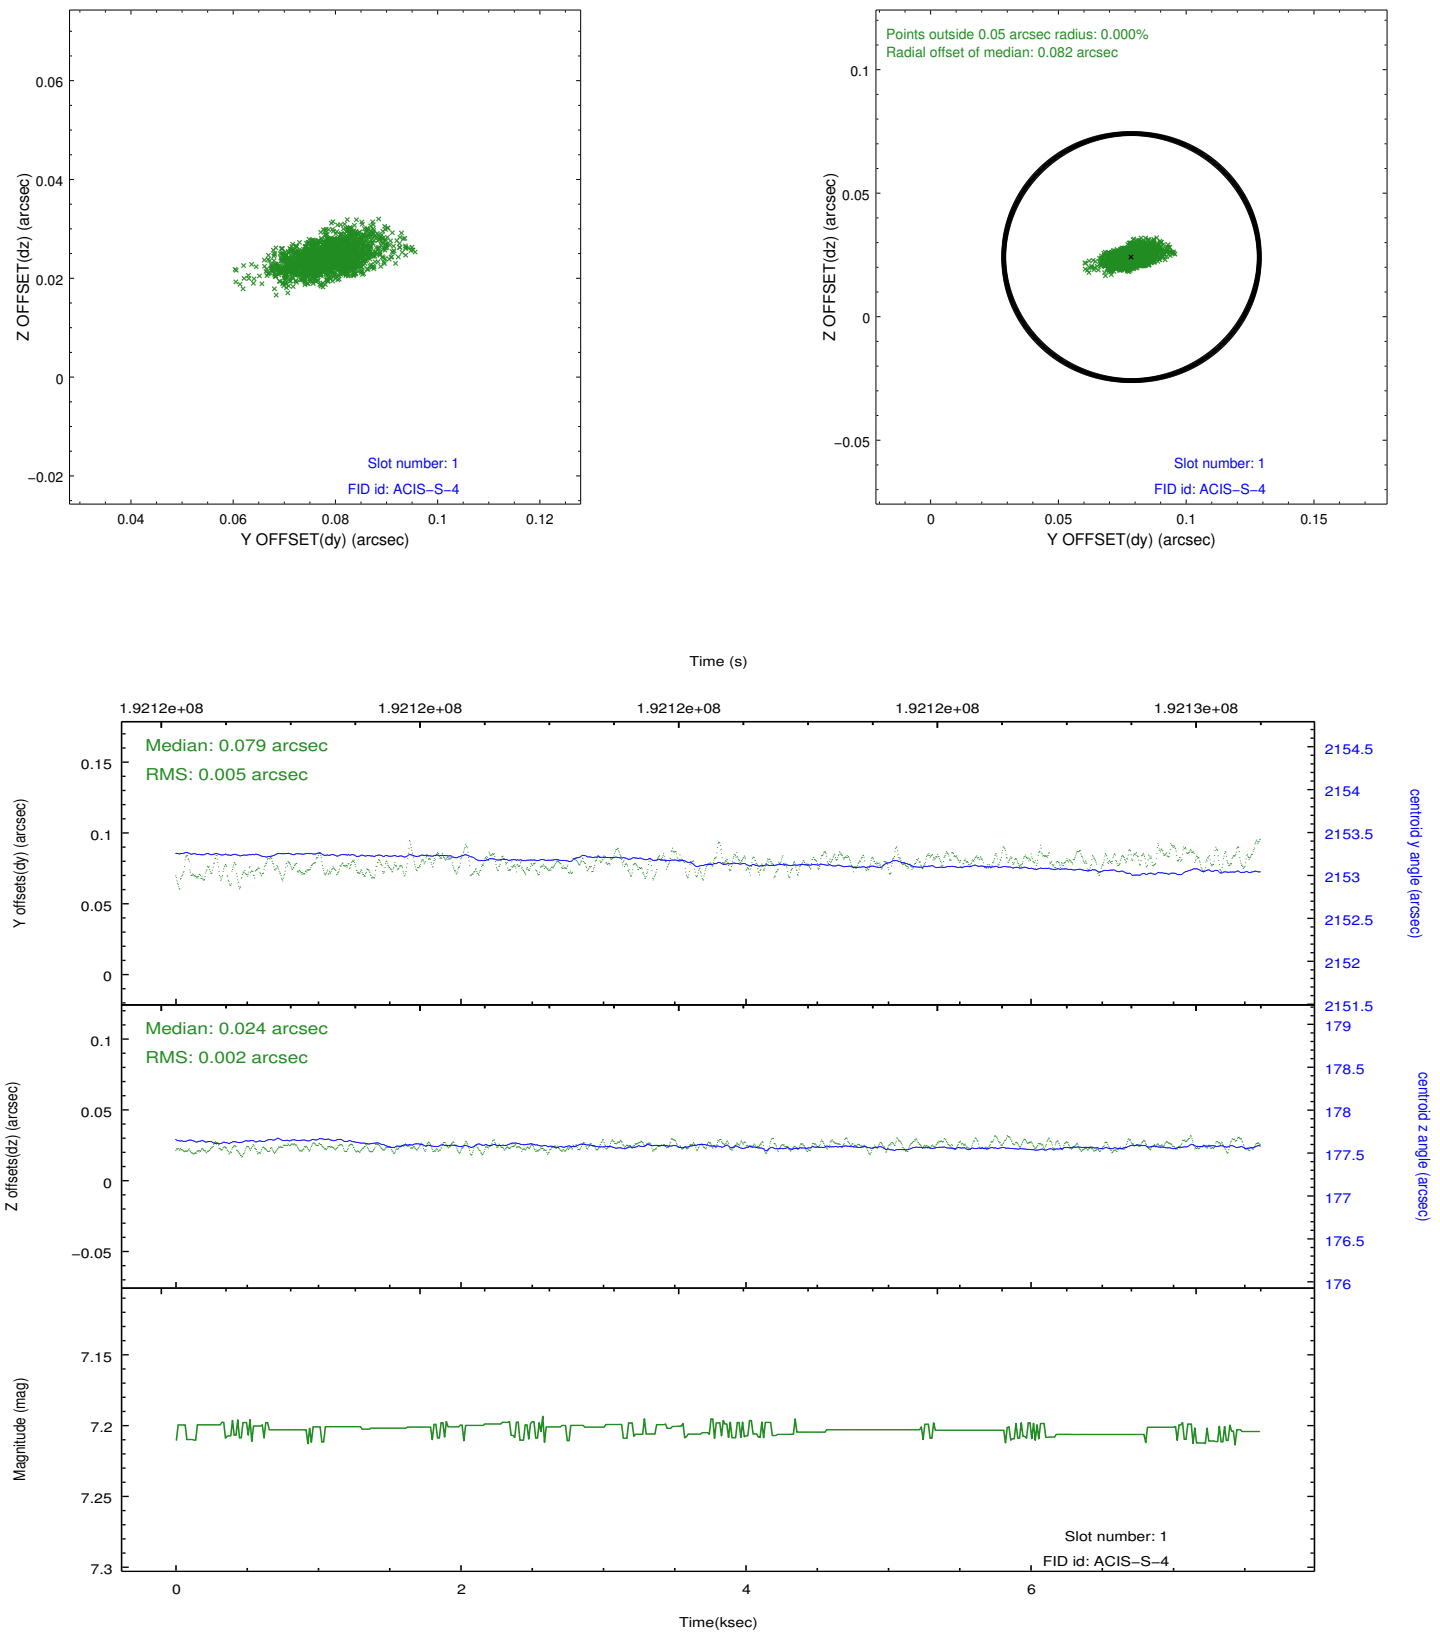 0.06
0.04
0.02
0
−0.02
Z OFFSET(dz) (arcsec)
Slot number: 1
FID id: ACIS−S−4
0.04 0.06 0.08 0.1 0.12
Y OFFSET(dy) (arcsec)
Points outside 0.05 arcsec radius: 0.000%
Radial offset of median: 0.082 arcsec
0.1
0.05
0
−0.05
Z OFFSET(dz) (arcsec)
Slot number: 1
FID id: ACIS−S−4
0 0.05 0.1 0.15
Y OFFSET(dy) (arcsec)
Time (s)
1.9212e+08 1.9212e+08 1.9212e+08 1.9212e+08 1.9213e+08
Median: 0.079 arcsec
RMS: 0.005 arcsec
0.15
0.1
0.05
0
Y offsets(dy) (arcsec)
2154.5
2154
2153.5
2153
2152.5
2152
2151.5
centroid y angle (arcsec)
Median: 0.024 arcsec
RMS: 0.002 arcsec
0.1
0.05
0
−0.05
Z offsets(dz) (arcsec)
179
178.5
178
177.5
177
176.5
176
centroid z angle (arcsec)
7.15
7.2
7.25
7.3
Magnitude (mag)
Slot number: 1
FID id: ACIS−S−4
0 2 4 6
Time(ksec)